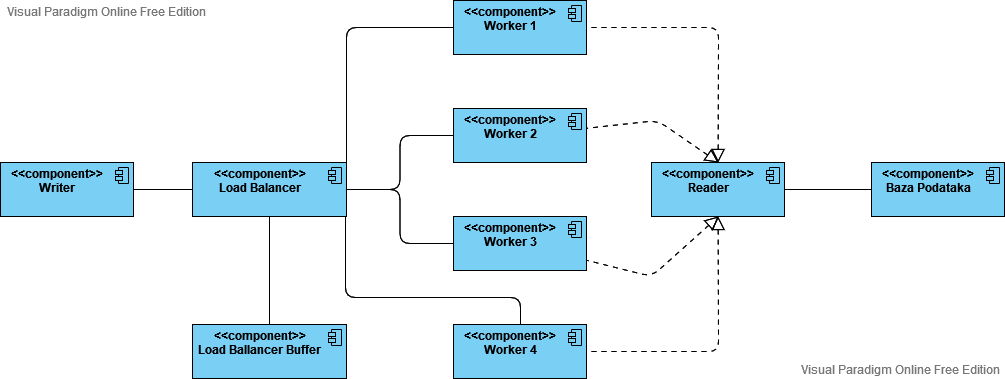 Visual Paradigm Online Free Edition
<<component>>
Worker 1
<<component>>
Worker 2
<<component>>
Writer
<<component>>
Load Balancer
<<component>>
Reader
<<component>>
Baza Podataka
<<component>>
Worker 3
<<component>>
Load Ballancer Buffer
<<component>>
Worker 4
Visual Paradigm Online Free Edition